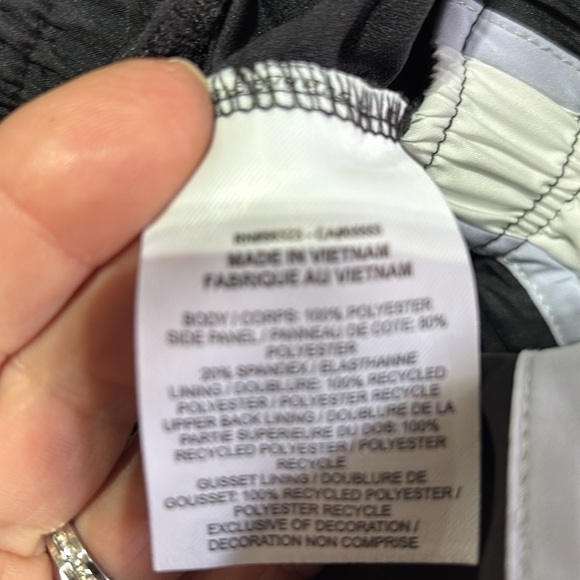 MADE IN VIETNAM
FABRIQUE AU VIETNAM
BODY / CORPS: 100% POLYESTER
SIDE PANEL / PANNEAU DE COTE: 80%
POLYESTER
20% SPANDEX / ELASTHANNE
LINING / DOUBLURE: 100% RECYCLED
POLYESTER / POLYESTER RECYCLE
UPPER BACK LINING / DOUBLURE DE LA
PARTIE SUPERIEURE DU DOS: 100%
RECYCLED POLYESTER / POLYESTER
RECYCLE
GUSSET LINING / DOUBLURE DE
GOUSSET: 100% RECYCLED POLYESTER /
POLYESTER RECYCLE
EXCLUSIVE OF DECORATION /
DECORATION NON COMPRISE